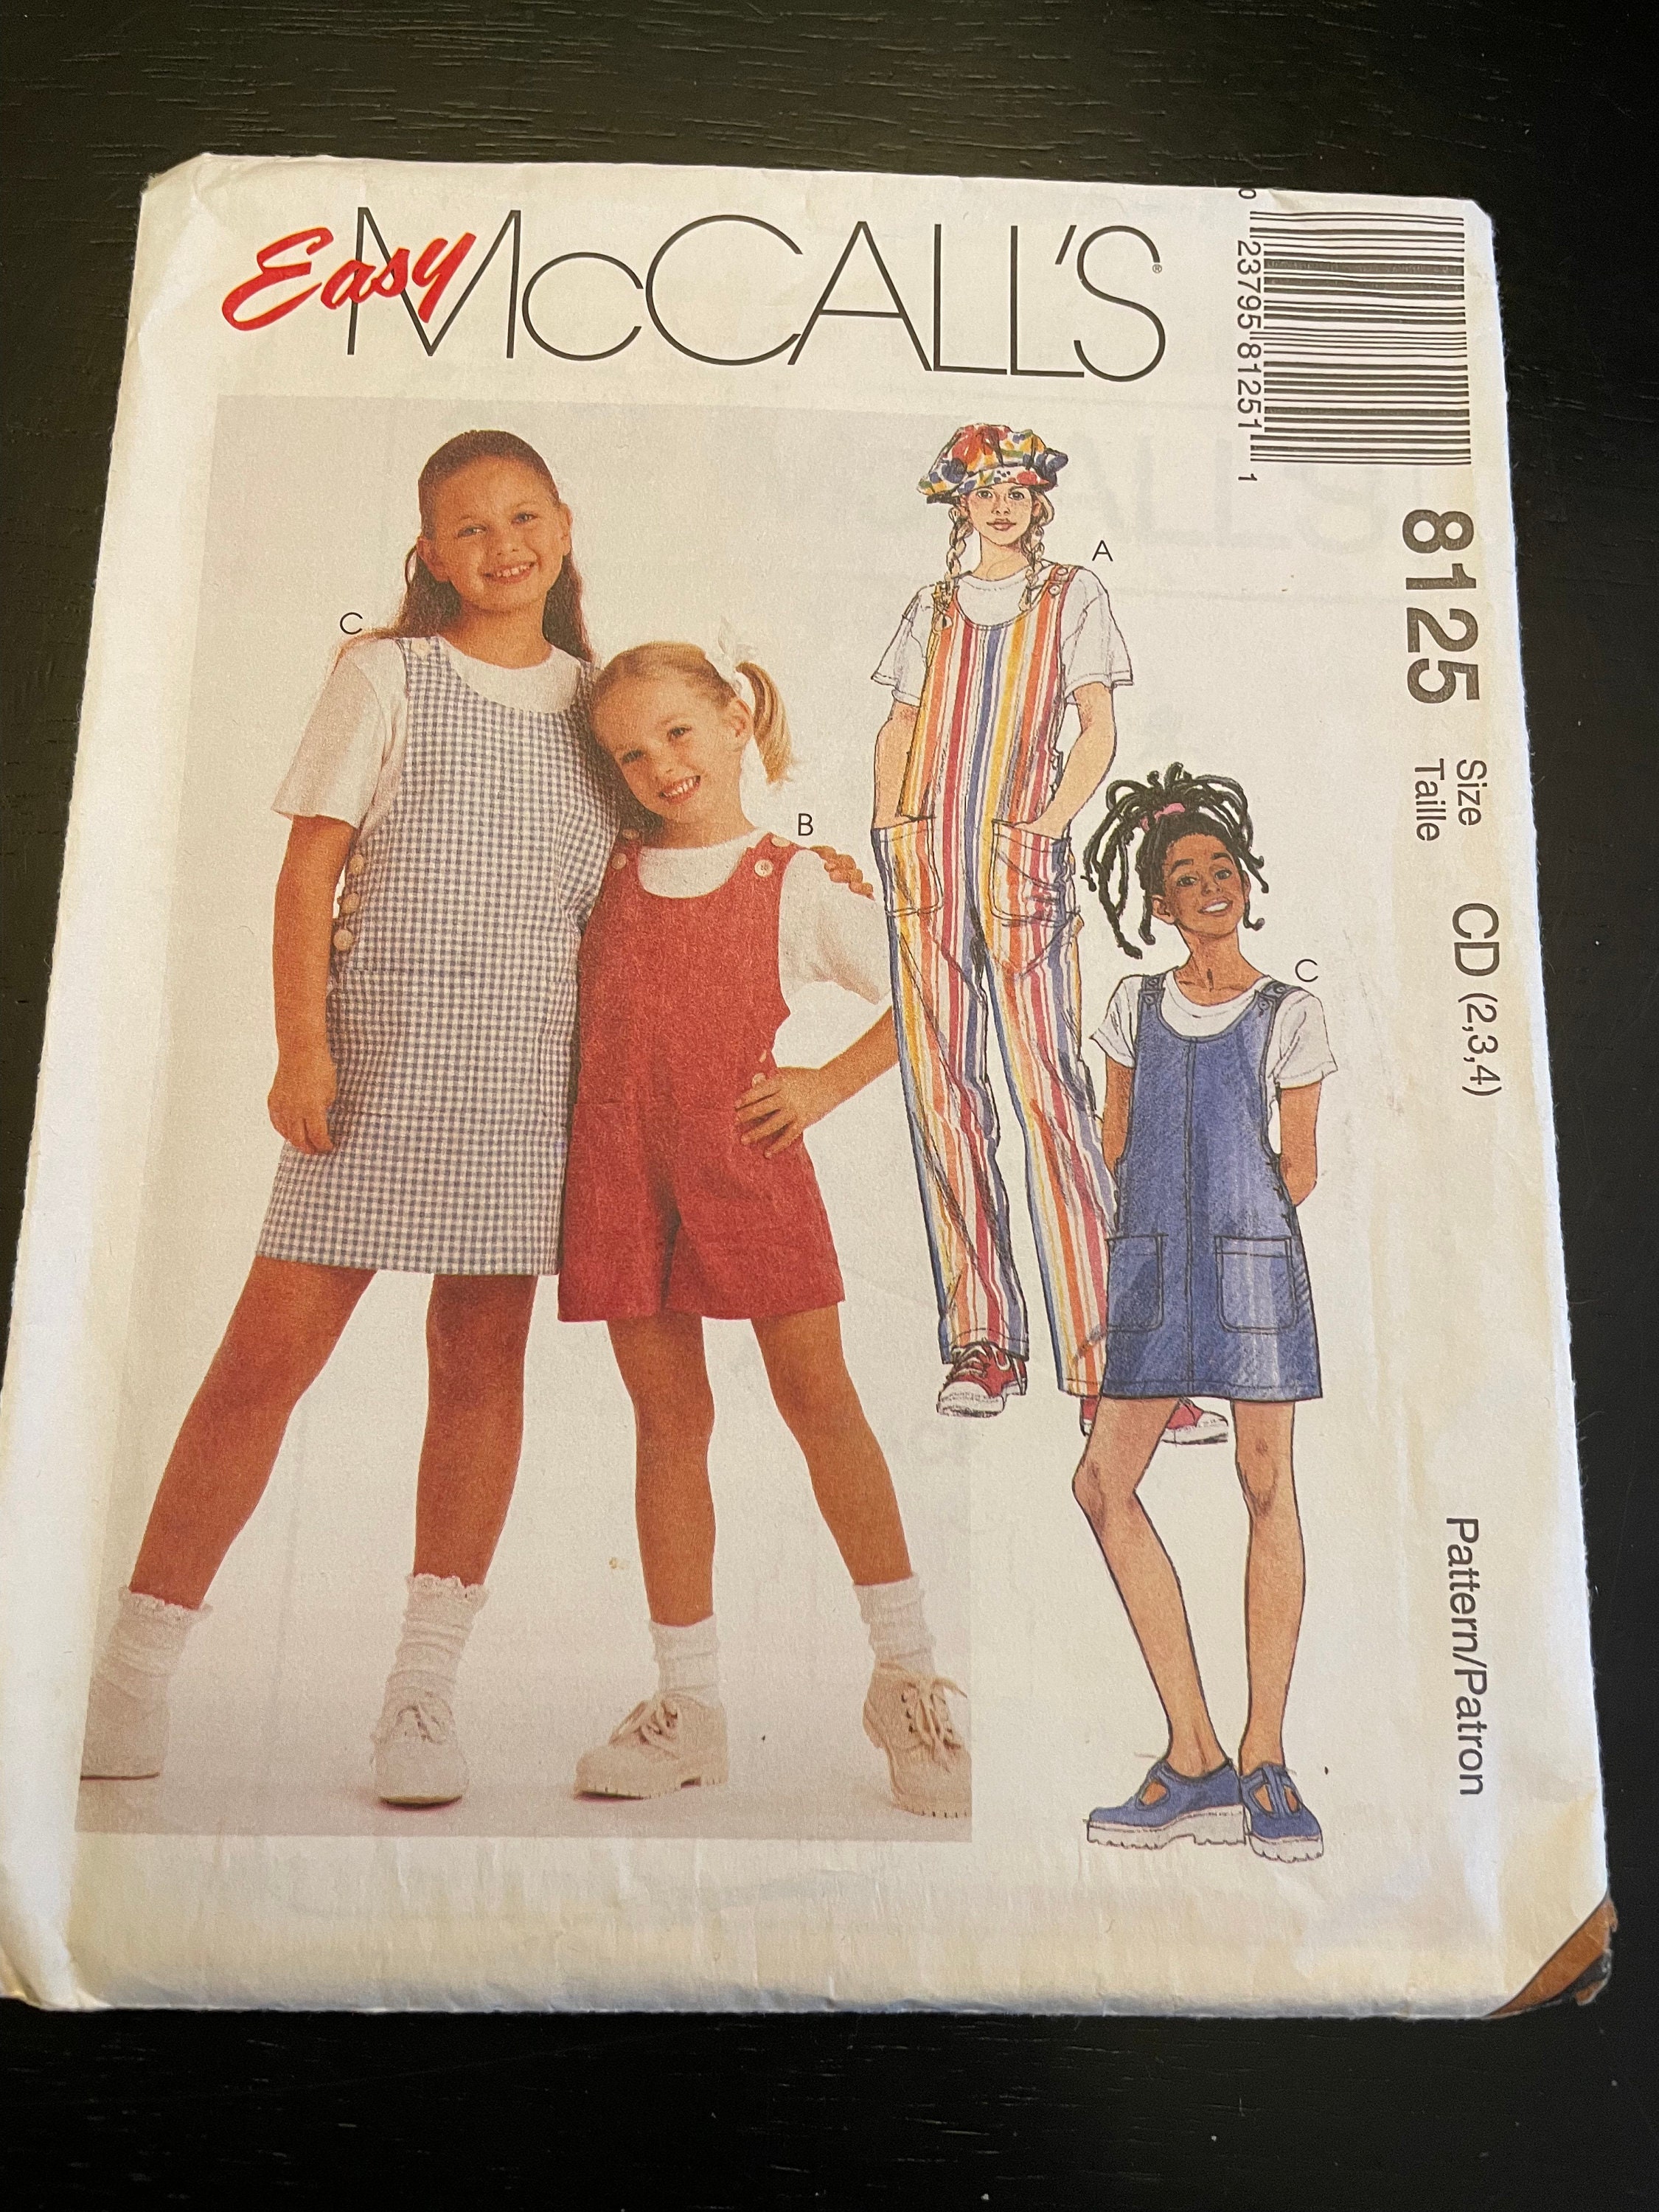 Easy McCALL'S®
0 23795 81251 1
8125
Size
Taille
CD (2,3,4)
Pattern/Patron
C
B
A
C